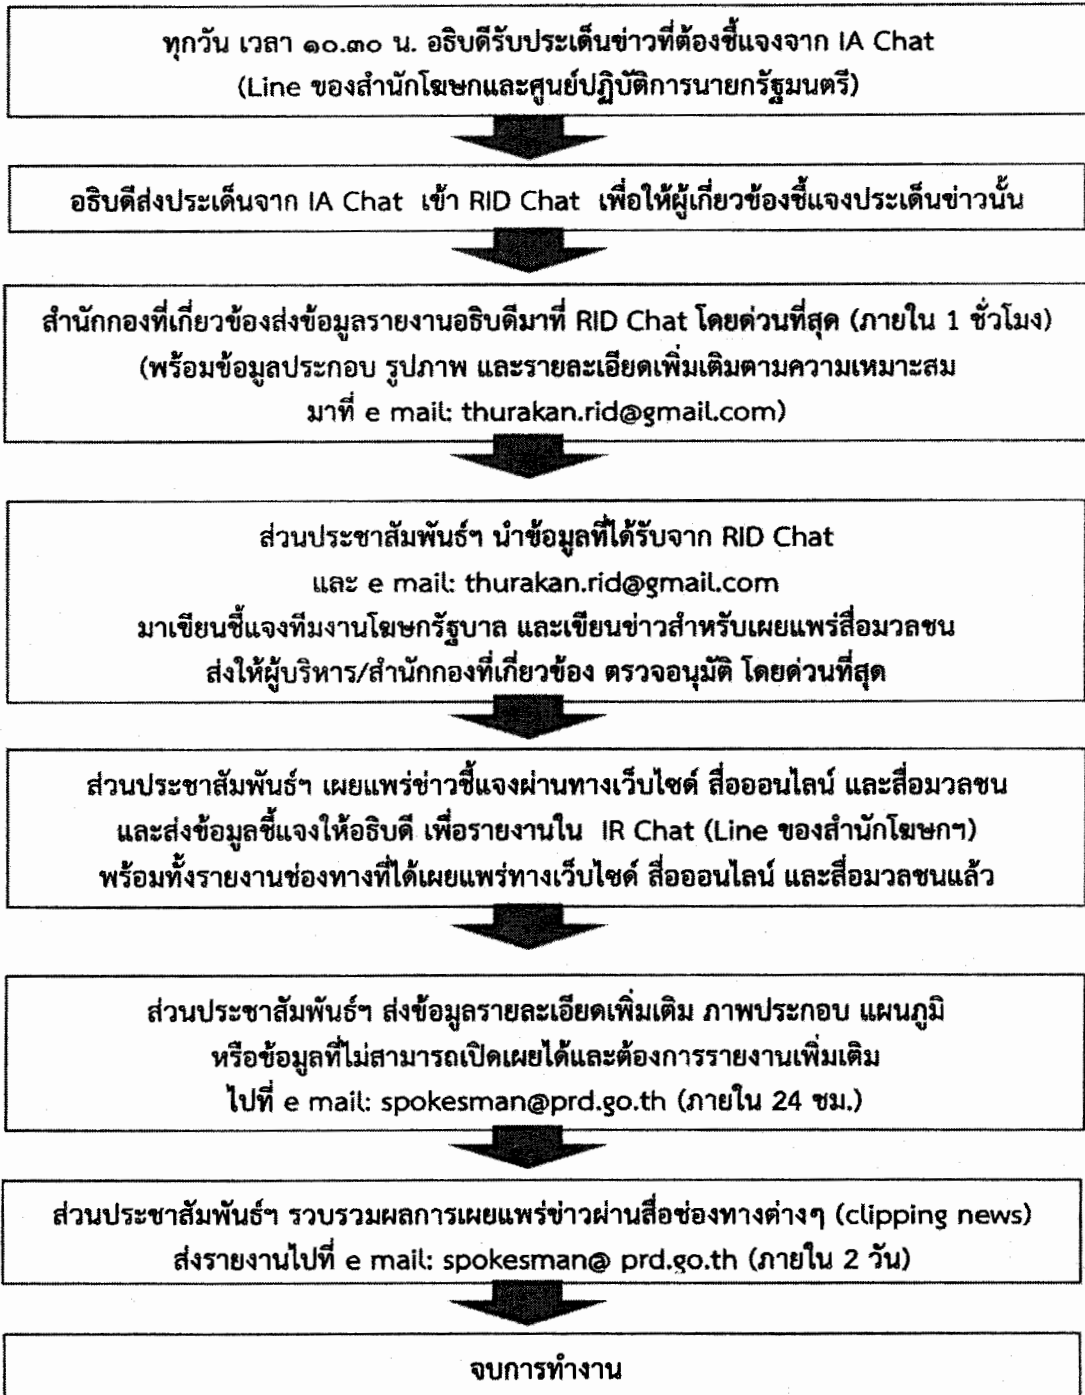 ทุกวัน เวลา ๑๐.๓๐ น. อธิบดีรับประเด็นข่าวที่ต้องชี้แจงจาก IA Chat
(Line ของสำนักโฆษกและศูนย์ปฏิบัติการนายกรัฐมนตรี)
อธิบดีส่งประเด็นจาก IA Chat เข้า RID Chat เพื่อให้ผู้เกี่ยวข้องชี้แจงประเด็นข่าวนั้น
สำนักกองที่เกี่ยวข้องส่งข้อมูลรายงานอธิบดีมาที่ RID Chat โดยด่วนที่สุด (ภายใน 1 ชั่วโมง)
(พร้อมข้อมูลประกอบ รูปภาพ และรายละเอียดเพิ่มเติมตามความเหมาะสม
มาที่ e mail: thurakan.rid@gmail.com)
ส่วนประชาสัมพันธ์ฯ นำข้อมูลที่ได้รับจาก RID Chat
และ e mail: thurakan.rid@gmail.com
มาเขียนชี้แจงทีมงานโฆษกรัฐบาล และเขียนข่าวสำหรับเผยแพร่สื่อมวลชน
ส่งให้ผู้บริหาร/สำนักกองที่เกี่ยวข้อง ตรวจอนุมัติ โดยด่วนที่สุด
ส่วนประชาสัมพันธ์ฯ เผยแพร่ข่าวชี้แจงผ่านทางเว็บไซด์ สื่อออนไลน์ และสื่อมวลชน
และส่งข้อมูลชี้แจงให้อธิบดี เพื่อรายงานใน IR Chat (Line ของสำนักโฆษกฯ)
พร้อมทั้งรายงานช่องทางที่ได้เผยแพร่ทางเว็บไซด์ สื่อออนไลน์ และสื่อมวลชนแล้ว
ส่วนประชาสัมพันธ์ฯ ส่งข้อมูลรายละเอียดเพิ่มเติม ภาพประกอบ แผนภูมิ
หรือข้อมูลที่ไม่สามารถเปิดเผยได้และต้องการรายงานเพิ่มเติม
ไปที่ e mail: spokesman@prd.go.th (ภายใน 24 ชม.)
ส่วนประชาสัมพันธ์ฯ รวบรวมผลการเผยแพร่ข่าวผ่านสื่อช่องทางต่างๆ (clipping news)
ส่งรายงานไปที่ e mail: spokesman@ prd.go.th (ภายใน 2 วัน)
จบการทำงาน